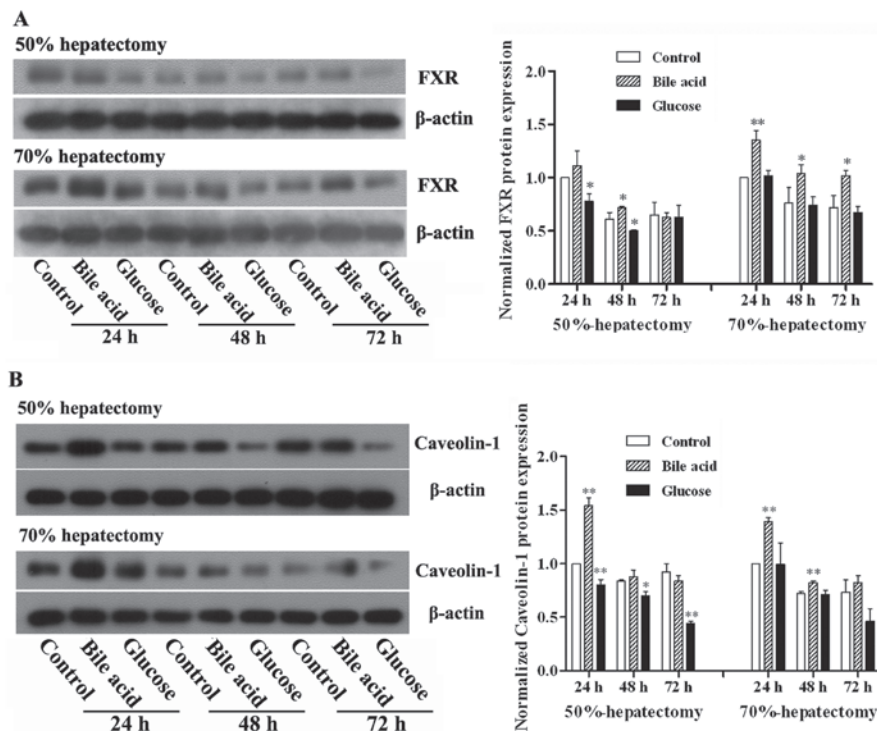 A
50% hepatectomy
FXR
β-actin
70% hepatectomy
FXR
β-actin
Control
Bile acid
Glucose
Control
Bile acid
Glucose
Control
Bile acid
Glucose
24 h
48 h
72 h
Normalized FXR protein expression
2.0
1.5
1.0
0.5
0.0
Control
Bile acid
Glucose
*
*
*
**
*
*
24 h 48 h 72 h 24 h 48 h 72 h
50%-hepatectomy 70%-hepatectomy
B
50% hepatectomy
Caveolin-1
β-actin
70% hepatectomy
Caveolin-1
β-actin
Control
Bile acid
Glucose
Control
Bile acid
Glucose
Control
Bile acid
Glucose
24 h
48 h
72 h
Normalized Caveolin-1 protein expression
2.0
1.5
1.0
0.5
0.0
Control
Bile acid
Glucose
**
**
*
**
**
**
24 h 48 h 72 h 24 h 48 h 72 h
50%-hepatectomy 70%-hepatectomy